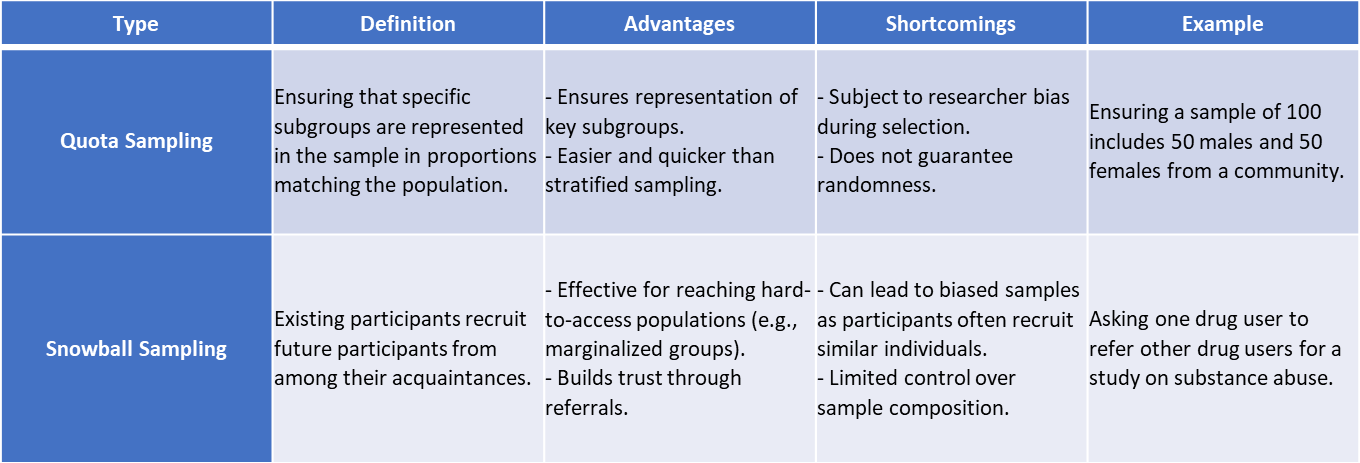 Type
Definition
Advantages
Shortcomings
Example
Quota Sampling
Ensuring that specific
subgroups are represented
in the sample in proportions
matching the population.
- Ensures representation of
key subgroups.
- Easier and quicker than
stratified sampling.
- Subject to researcher bias
during selection.
- Does not guarantee
randomness.
Ensuring a sample of 100
includes 50 males and 50
females from a community.
Snowball Sampling
Existing participants recruit
future participants from
among their acquaintances.
- Effective for reaching hard-
to-access populations (e.g.,
marginalized groups).
- Builds trust through
referrals.
- Can lead to biased samples
as participants often recruit
similar individuals.
- Limited control over
sample composition.
Asking one drug user to
refer other drug users for a
study on substance abuse.